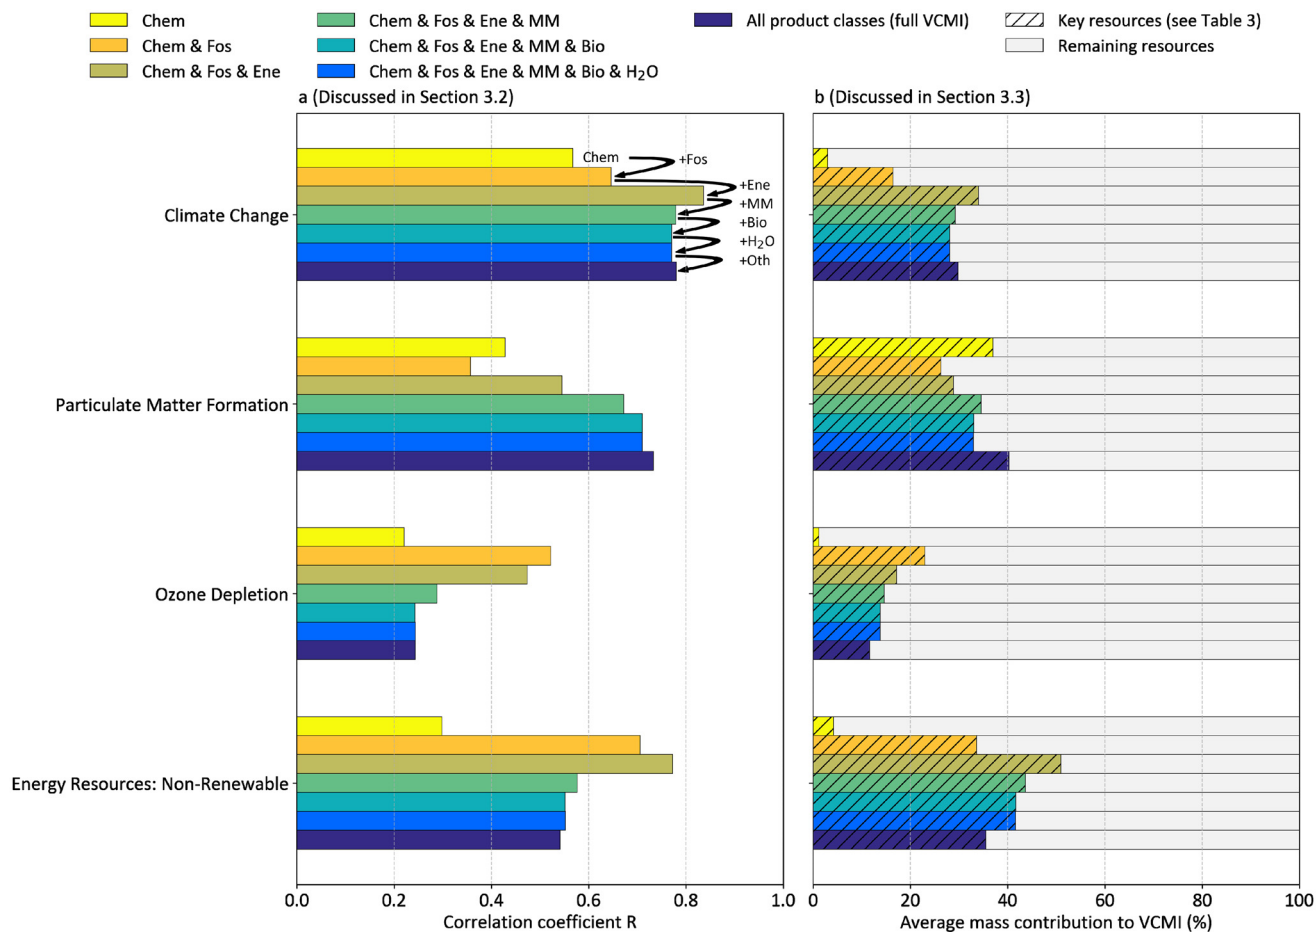 Chem
Chem & Fos
Chem & Fos & Ene
Chem & Fos & Ene & MM
Chem & Fos & Ene & MM & Bio
Chem & Fos & Ene & MM & Bio & H₂O
All product classes (full VCMI)
Key resources (see Table 3)
Remaining resources
a (Discussed in Section 3.2)
b (Discussed in Section 3.3)
Chem
+Fos
+Ene
+MM
+Bio
+H₂O
+Oth
Climate Change
Particulate Matter Formation
Ozone Depletion
Energy Resources: Non-Renewable
0.0 0.2 0.4 0.6 0.8 1.0
Correlation coefficient R
0 20 40 60 80 100
Average mass contribution to VCMI (%)